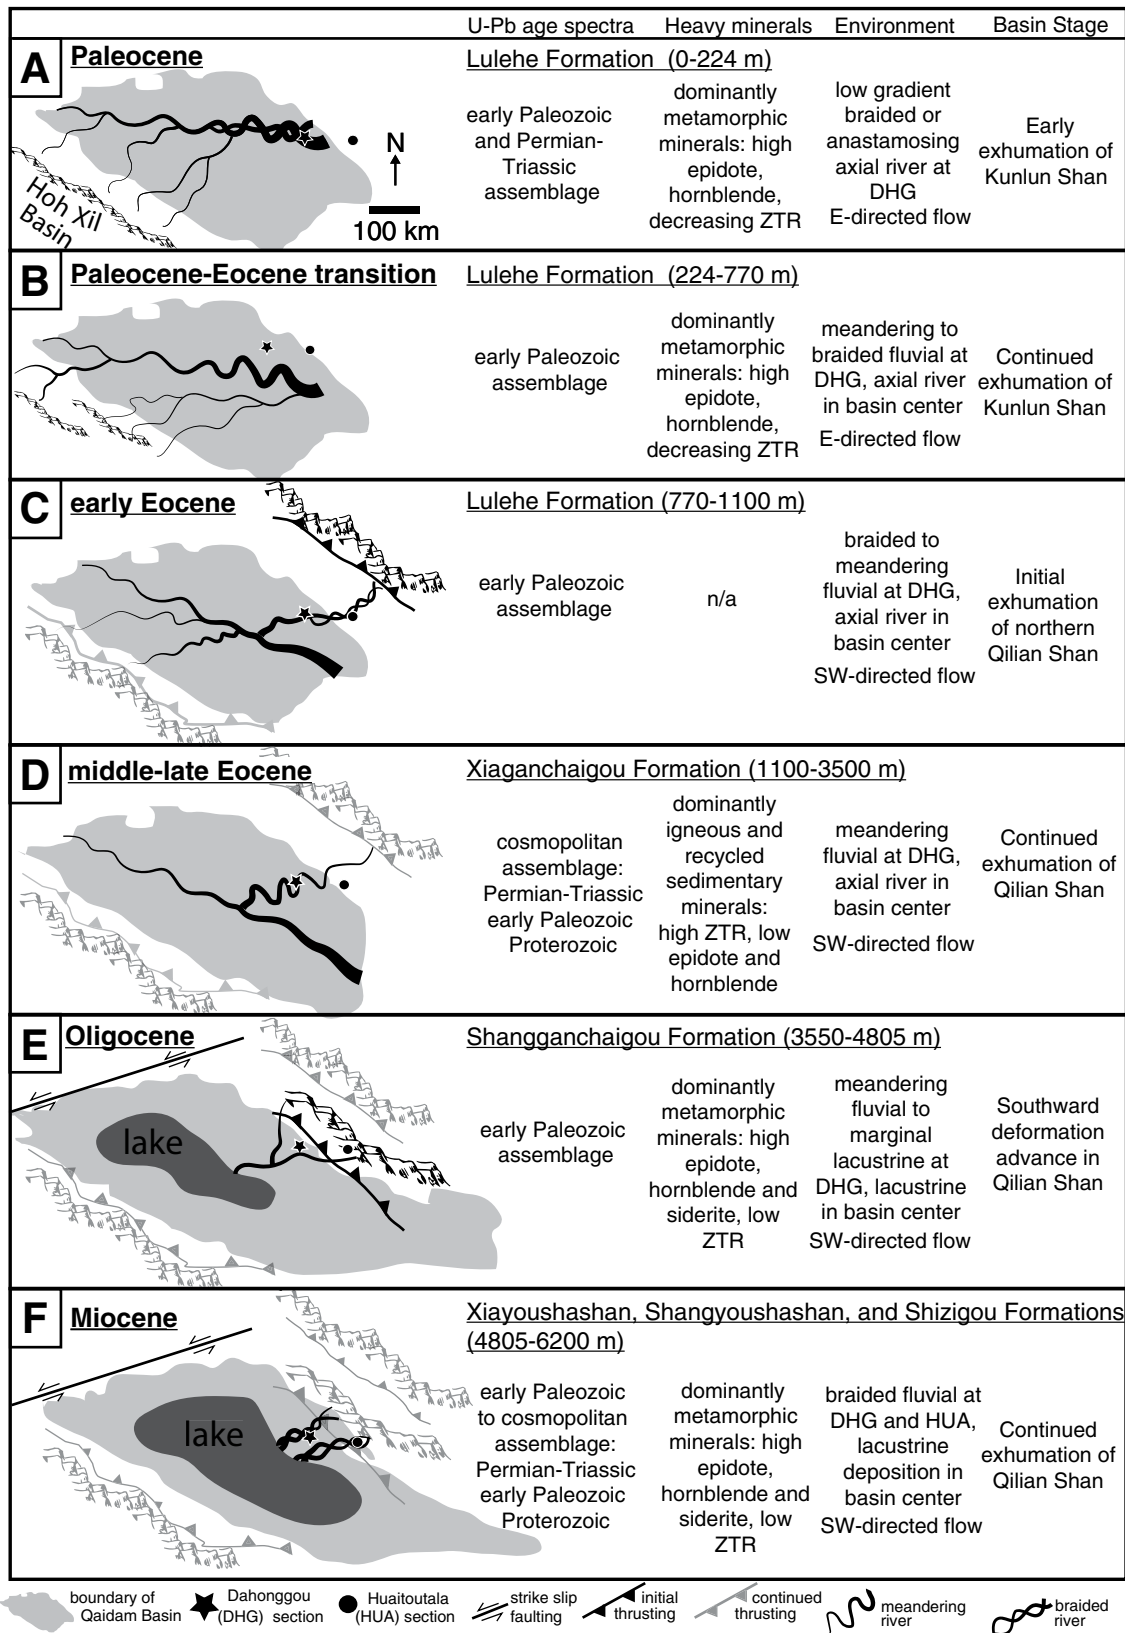 U-Pb age spectra Heavy minerals Environment Basin Stage
A Paleocene
Lulehe Formation (0-224 m)
early Paleozoic
and Permian-
Triassic
assemblage
dominantly
metamorphic
minerals: high
epidote,
hornblende,
decreasing ZTR
low gradient
braided or
anastamosing
axial river at
DHG
E-directed flow
Early
exhumation of
Kunlun Shan
N
100 km
Hoh Xil
Basin
B Paleocene-Eocene transition
Lulehe Formation (224-770 m)
early Paleozoic
assemblage
dominantly
metamorphic
minerals: high
epidote,
hornblende,
decreasing ZTR
meandering to
braided fluvial at
DHG, axial river
in basin center
E-directed flow
Continued
exhumation of
Kunlun Shan
C early Eocene
Lulehe Formation (770-1100 m)
early Paleozoic
assemblage
n/a
braided to
meandering
fluvial at DHG,
axial river in
basin center
SW-directed flow
Initial
exhumation
of northern
Qilian Shan
D middle-late Eocene
Xiaganchaigou Formation (1100-3500 m)
cosmopolitan
assemblage:
Permian-Triassic
early Paleozoic
Proterozoic
dominantly
igneous and
recycled
sedimentary
minerals:
high ZTR, low
epidote and
hornblende
meandering
fluvial at DHG,
axial river in
basin center
SW-directed flow
Continued
exhumation of
Qilian Shan
E Oligocene
Shangganchaigou Formation (3550-4805 m)
lake
early Paleozoic
assemblage
dominantly
metamorphic
minerals: high
epidote,
hornblende and
siderite, low
ZTR
meandering
fluvial to
marginal
lacustrine at
DHG, lacustrine
in basin center
SW-directed flow
Southward
deformation
advance in
Qilian Shan
F Miocene
Xiayoushashan, Shangyoushashan, and Shizigou Formations
(4805-6200 m)
lake
early Paleozoic
to cosmopolitan
assemblage:
Permian-Triassic
early Paleozoic
Proterozoic
dominantly
metamorphic
minerals: high
epidote,
hornblende and
siderite, low
ZTR
braided fluvial at
DHG and HUA,
lacustrine
deposition in
basin center
SW-directed flow
Continued
exhumation of
Qilian Shan
boundary of
Qaidam Basin
Dahonggou
(DHG) section
Huaitoutala
(HUA) section
strike slip
faulting
initial
thrusting
continued
thrusting
meandering
river
braided
river